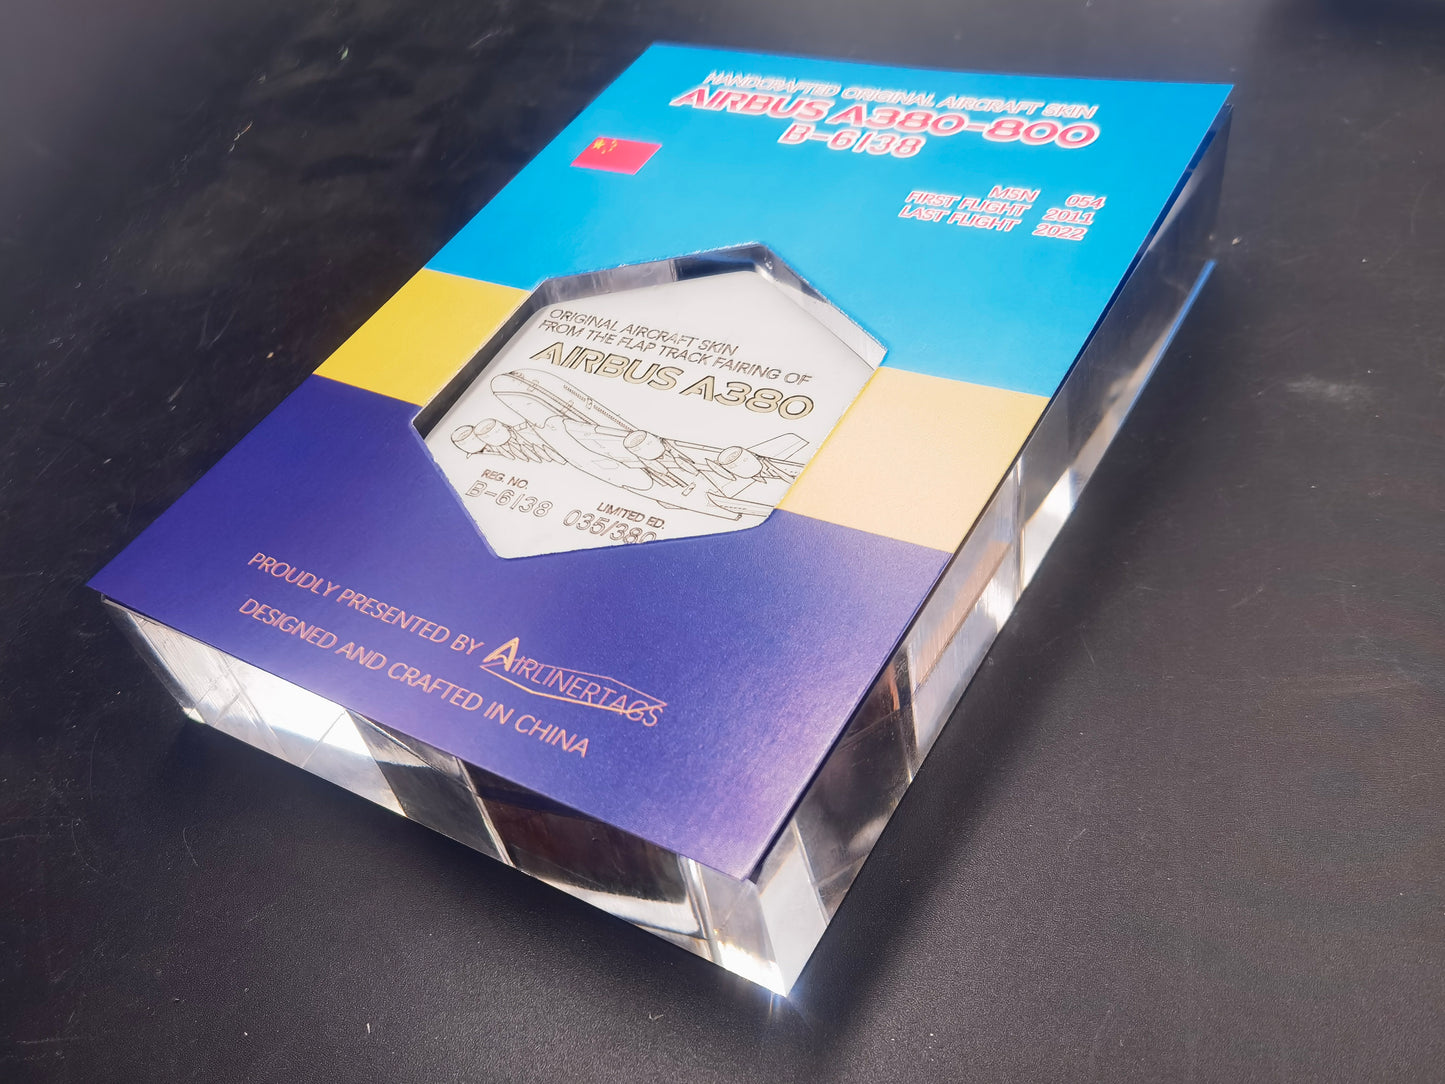 HANDCRAFTED ORIGINAL AIRCRAFT SKIN
AIRBUS A380-800
B-6138
MSN 054
FIRST FLIGHT 2011
LAST FLIGHT 2022
ORIGINAL AIRCRAFT SKIN
FROM THE FLAP TRACK FAIRING OF
AIRBUS A380
REG. NO.
B-6138
LIMITED ED.
035/380
PROUDLY PRESENTED BY AIRLINERTAGS
DESIGNED AND CRAFTED IN CHINA